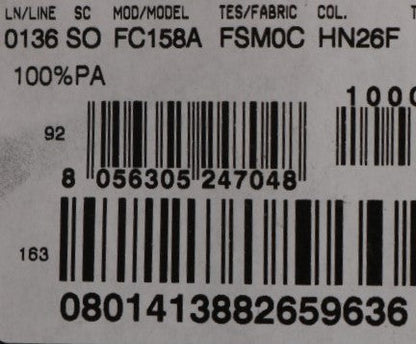 LN/LINE SC MOD/MODEL TES/FABRIC COL.
0136 SO FC158A FSM0C HN26F
100%PA
1000
92
8 056305 247048
163
0801413882659636